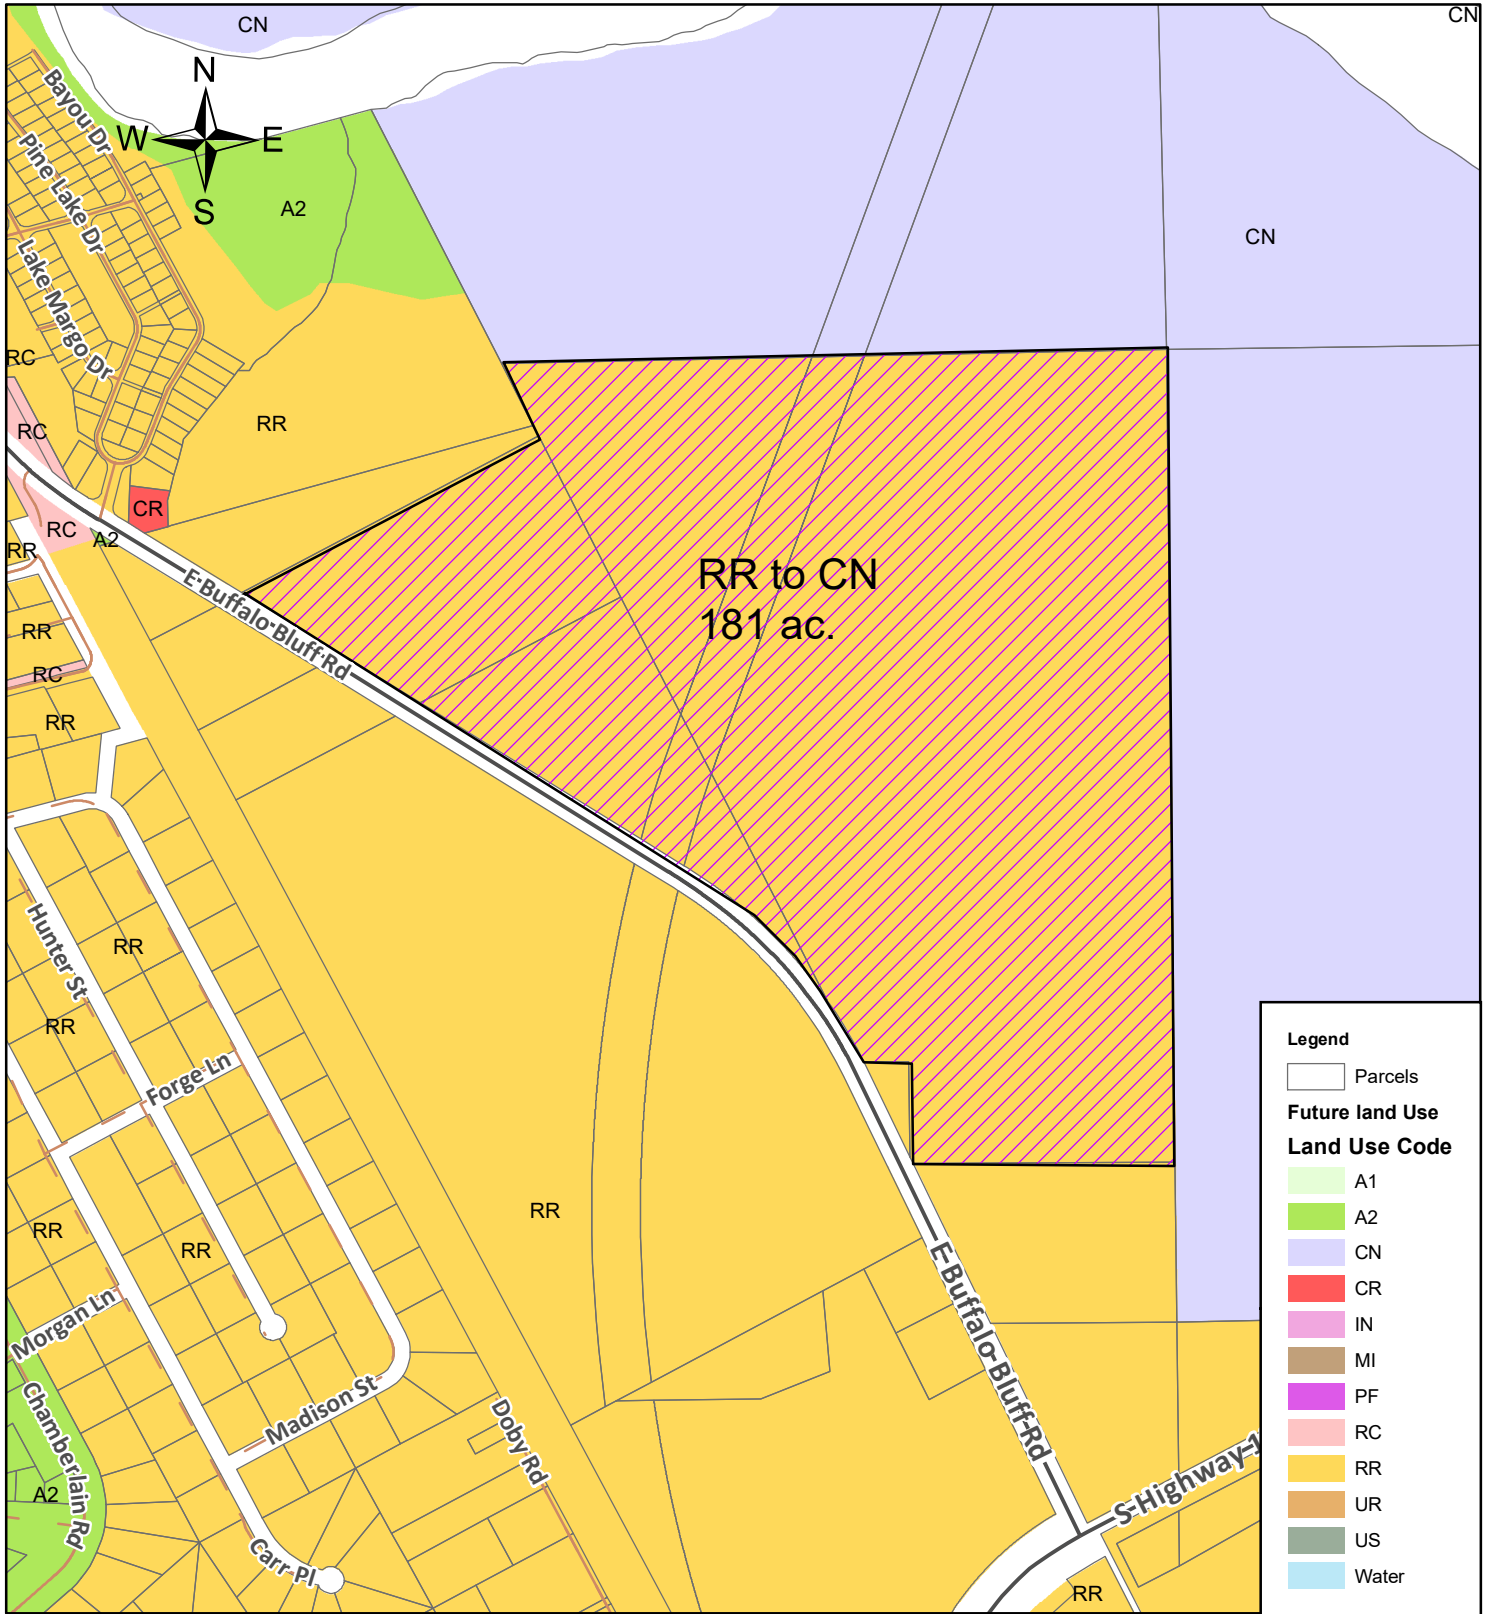 CN
CN
N
W
E
S
Bayou Dr
Pine Lake Dr
Lake Margo Dr
A2
CN
RC
RC
RR
CR
RC
A2
RR
E Buffalo Bluff Rd
RR to CN
181 ac.
RR
RC
RR
Hunter St
RR
RR
Forge Ln
RR
RR
RR
Morgan Ln
Madison St
Chamberlain Rd
A2
Carr Pl
Doby Rd
E Buffalo Bluff Rd
S Highway 1
RR
Legend
Parcels
Future land Use
Land Use Code
A1
A2
CN
CR
IN
MI
PF
RC
RR
UR
US
Water